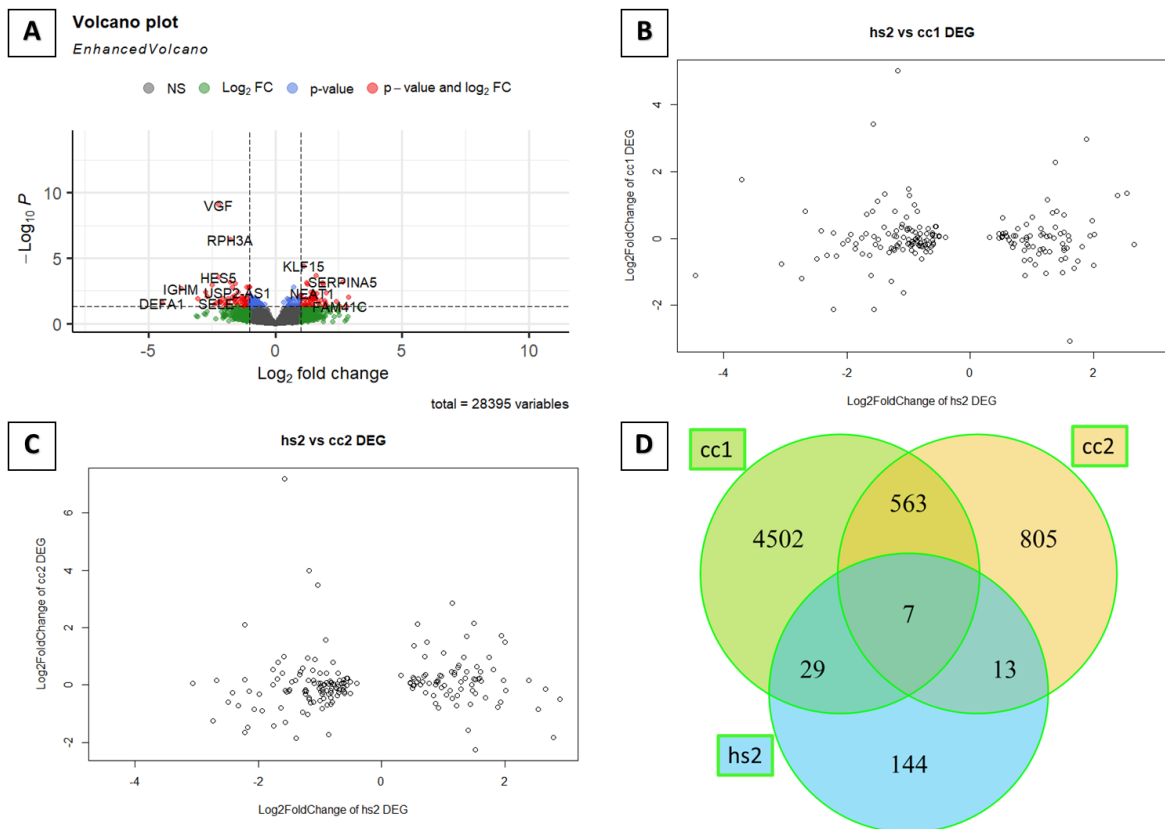 A
Volcano plot
EnhancedVolcano
NS
Log₂ FC
p-value
p – value and log₂ FC
−Log₁₀ P
10
5
0
VGF
RPH3A
KLF15
HES5
SERPINA5
IGHM
USP2-AS1
NEAT1
DEFA1
SELE
FAM41C
-5
0
5
10
Log₂ fold change
total = 28395 variables
B
hs2 vs cc1 DEG
Log2FoldChange of cc1 DEG
4
2
0
-2
-4
-2
0
2
Log2FoldChange of hs2 DEG
C
hs2 vs cc2 DEG
Log2FoldChange of cc2 DEG
6
4
2
0
-2
-4
-2
0
2
Log2FoldChange of hs2 DEG
D
cc1
cc2
563
4502
805
7
29
13
hs2
144